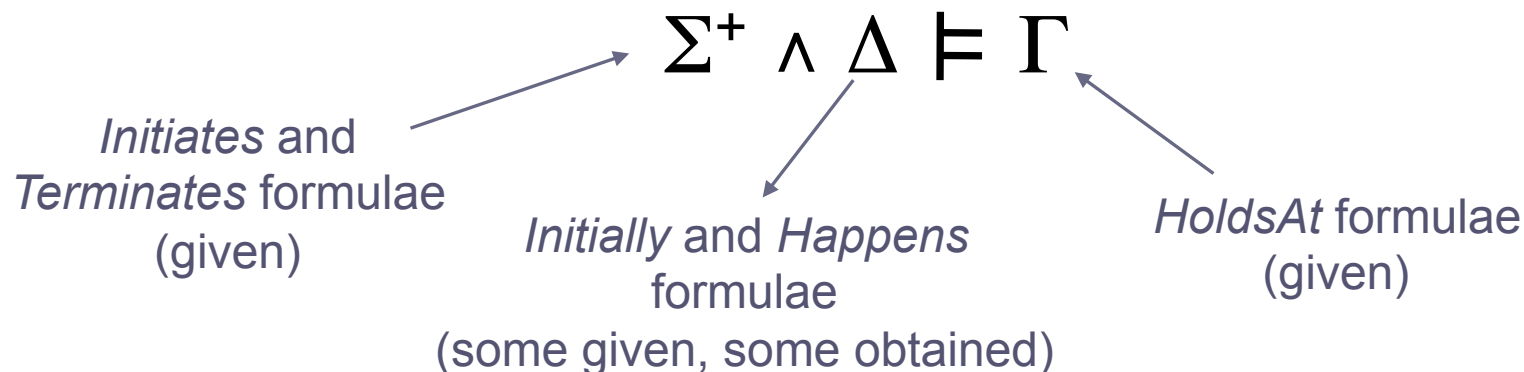 Σ⁺ ∧ Δ ⊨ Γ
Initiates and
Terminates formulae
(given)
Initially and Happens
formulae
(some given, some obtained)
HoldsAt formulae
(given)